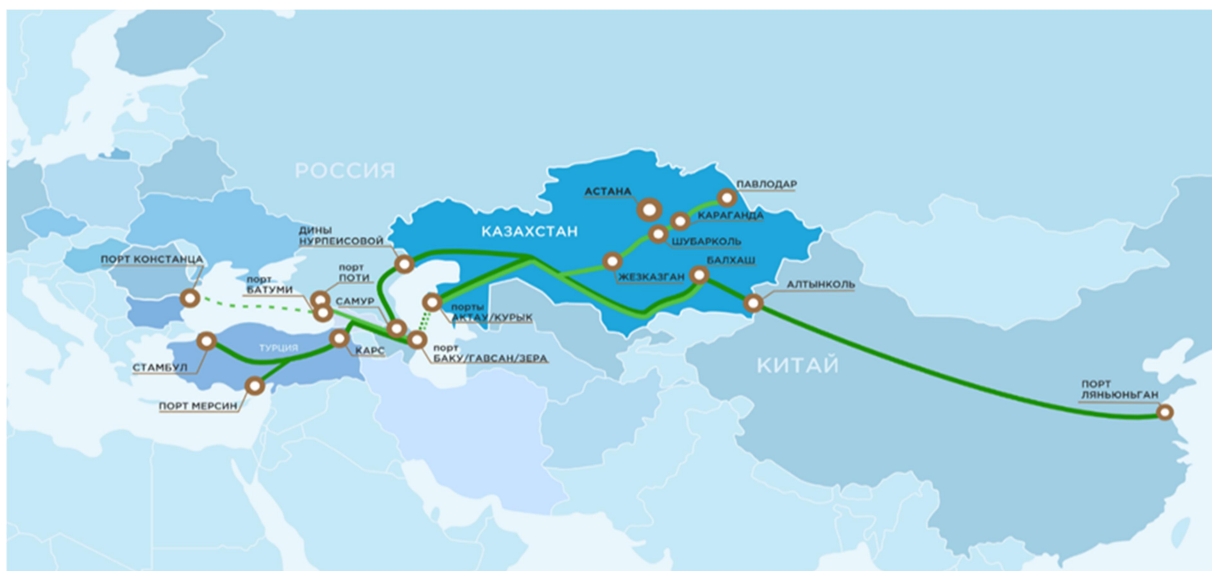 РОССИЯ
ПАВЛОДАР
АСТАНА
КАРАГАНДА
ДИНЫ
НУРПЕИСОВОЙ
КАЗАХСТАН
ШУБАРКОЛЬ
ПОРТ КОНСТАНЦА
порт
ПОТИ
порт
БАТУМИ
БАЛХАШ
ЖЕЗКАЗГАН
АЛТЫНКОЛЬ
САМУР
порты
АКТАУ/КУРЫК
ТУРЦИЯ
КАРС
порт
БАКУ/ГАВСАН/ЗЕРА
СТАМБУЛ
КИТАЙ
ПОРТ
ЛЯНЬЮНЬГАН
ПОРТ МЕРСИН